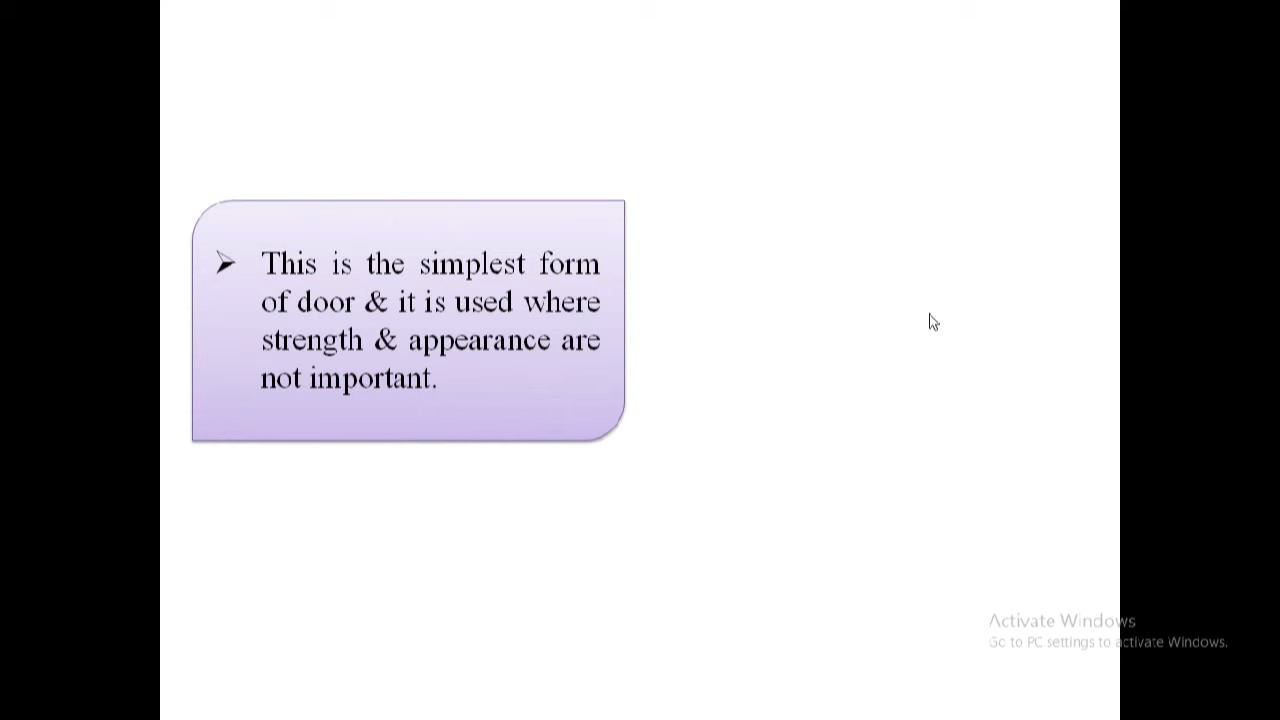 This is the simplest form
of door & it is used where
strength & appearance are
not important.
Activate Windows
Go to PC settings to activate Windows.